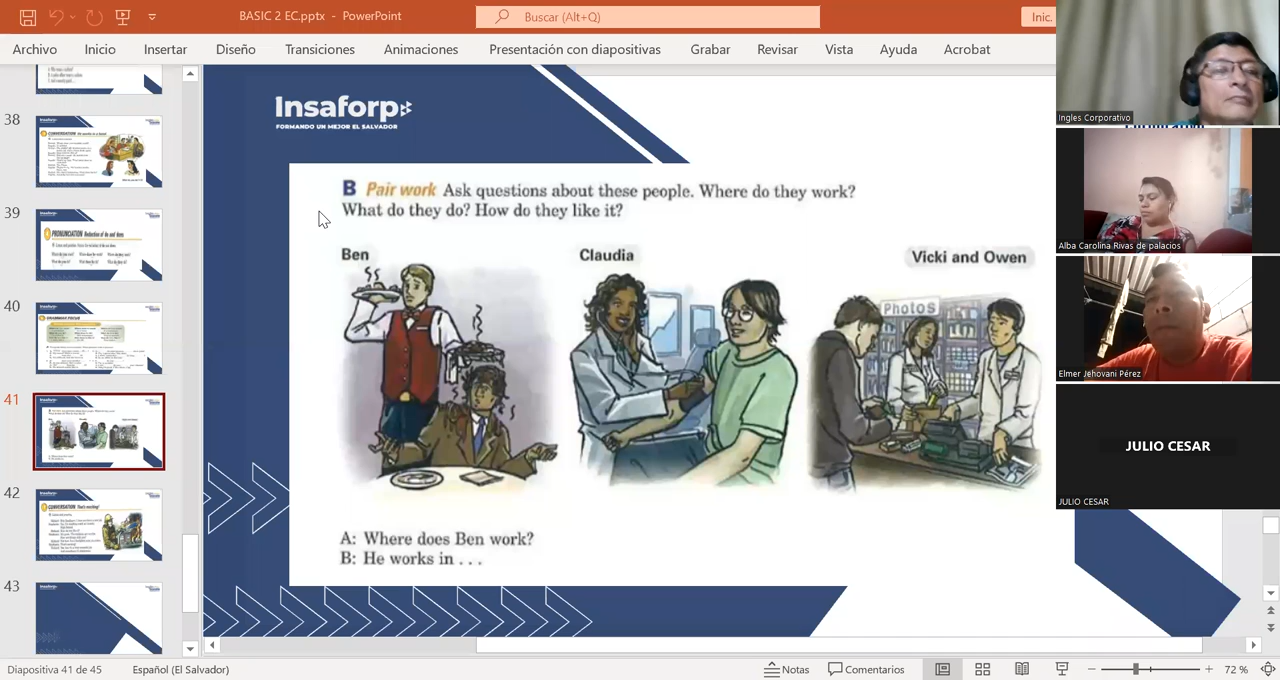 BASIC 2 EC.pptx - PowerPoint
Buscar (Alt+Q)
Inic.
Archivo Inicio Insertar Diseño Transiciones Animaciones Presentación con diapositivas Grabar Revisar Vista Ayuda Acrobat
38
39
40
41
42
43
Insaforp
FORMANDO UN MEJOR EL SALVADOR
B Pair work Ask questions about these people. Where do they work?
What do they do? How do they like it?
Ben
Claudia
Vicki and Owen
Photos
A: Where does Ben work?
B: He works in . . .
Ingles Corporativo
Alba Carolina Rivas de palacios
Elmer Jehovani Pérez
JULIO CESAR
JULIO CESAR
Diapositiva 41 de 45
Español (El Salvador)
Notas
Comentarios
72 %